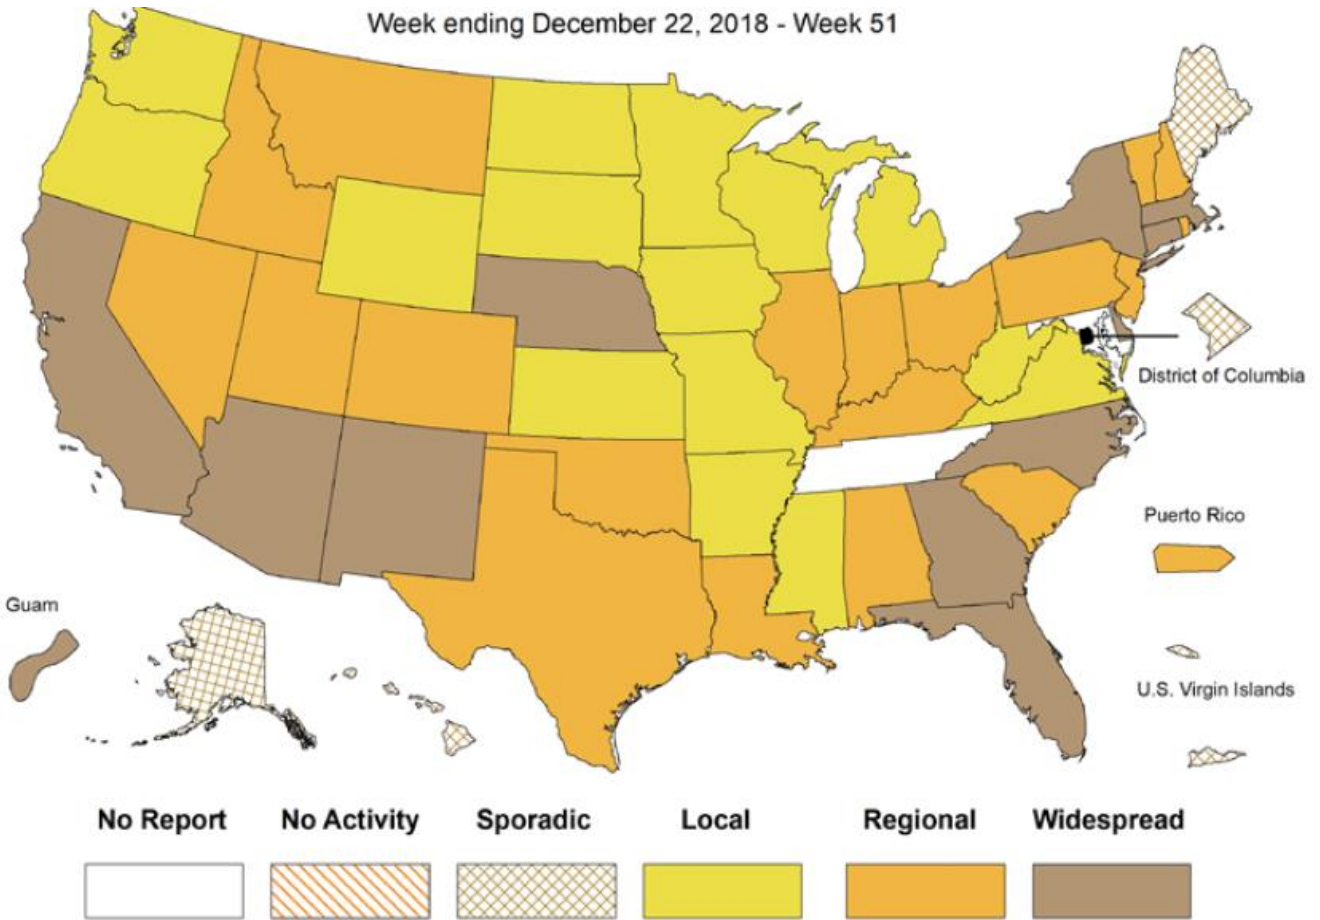 Week ending December 22, 2018 - Week 51
District of Columbia
Puerto Rico
Guam
U.S. Virgin Islands
No Report No Activity Sporadic Local Regional Widespread